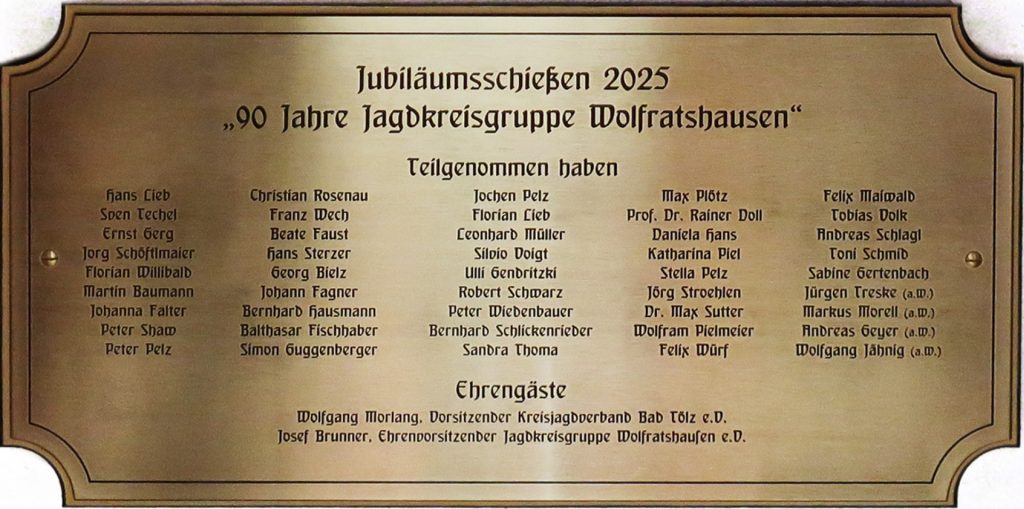 Jubiläumsschießen 2025
„90 Jahre Jagdkreisgruppe Wolfratshausen“
Teilgenommen haben
Hans Lieb
Sven Techel
Ernst Gerg
Jorg Schöftlmaier
Florian Willibald
Martin Baumann
Johanna Falter
Peter Shaw
Peter Pelz
Christian Rosenau
Franz Wech
Beate Faust
Hans Sterzer
Georg Bielz
Johann Fagner
Bernhard Hausmann
Balthasar Fischhaber
Simon Guggenberger
Jochen Pelz
Florian Lieb
Leonhard Müller
Silvio Voigt
Ulli Gendritzki
Robert Schwarz
Peter Wiebenbauer
Bernhard Schlickenrieder
Sandra Thoma
Max Plötz
Prof. Dr. Rainer Doll
Daniela Hans
Katharina Piel
Stella Pelz
Jörg Stroehlen
Dr. Max Sutter
Wolfram Pielmeier
Felix Würf
Felix Maiwald
Tobias Volk
Andreas Schlagl
Toni Schmid
Sabine Gertenbach
Jürgen Treske (a.W.)
Markus Morell (a.W.)
Andreas Geyer (a.W.)
Wolfgang Jähnig (a.W.)
Ehrengäste
Wolfgang Morlang, Vorsitzender Kreisjagdverband Bad Tölz e.V.
Josef Brunner, Ehrenvorsitzender Jagdkreisgruppe Wolfratshausen e.V.